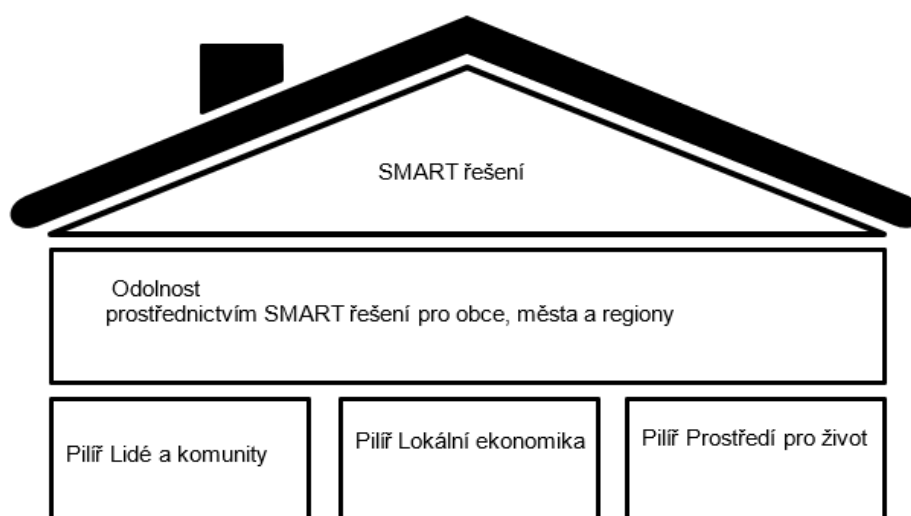 SMART řešení
Odolnost
prostřednictvím SMART řešení pro obce, města a regiony
Pilíř Lidé a komunity
Pilíř Lokální ekonomika
Pilíř Prostředí pro život